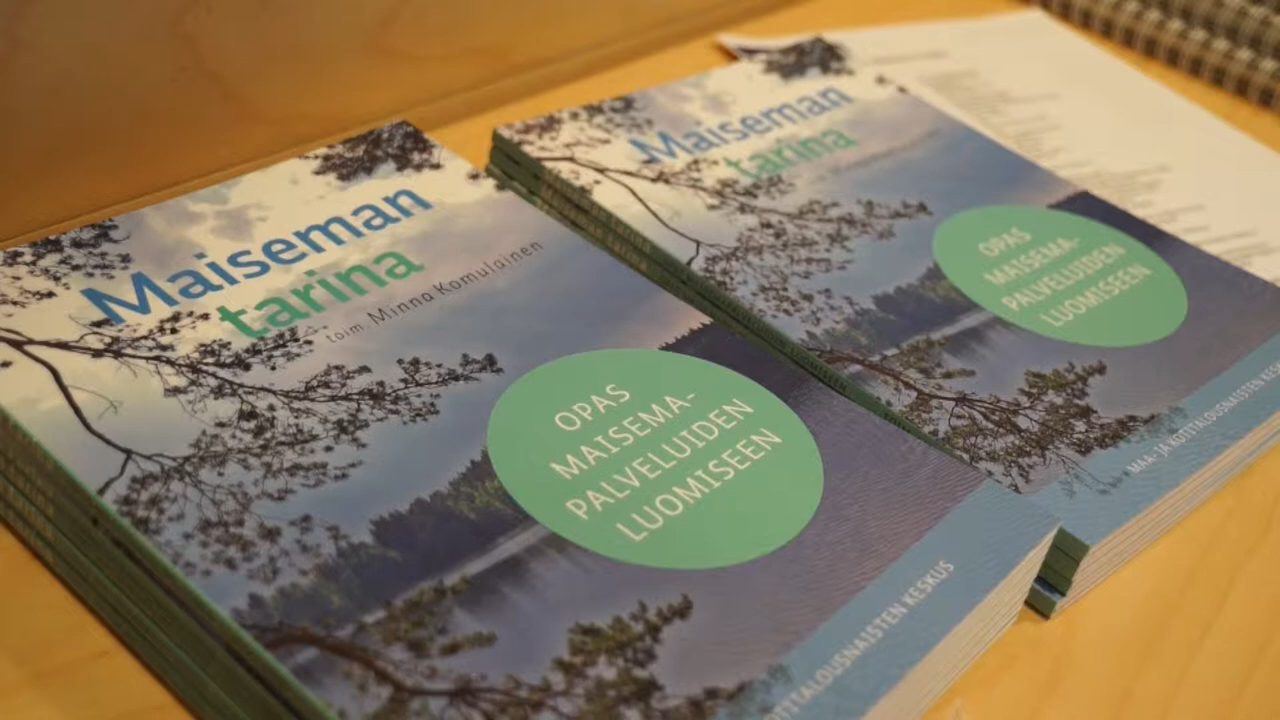 Maiseman
tarina
toim. Minna Komulainen
OPAS
MAISEMA-
PALVELUIDEN
LUOMISEEN
KOTITALOUSNAISTEN KESKUS
Maiseman
tarina
OPAS
MAISEMA-
PALVELUIDEN
LUOMISEEN
MAA- JA KOTITALOUSNAISTEN